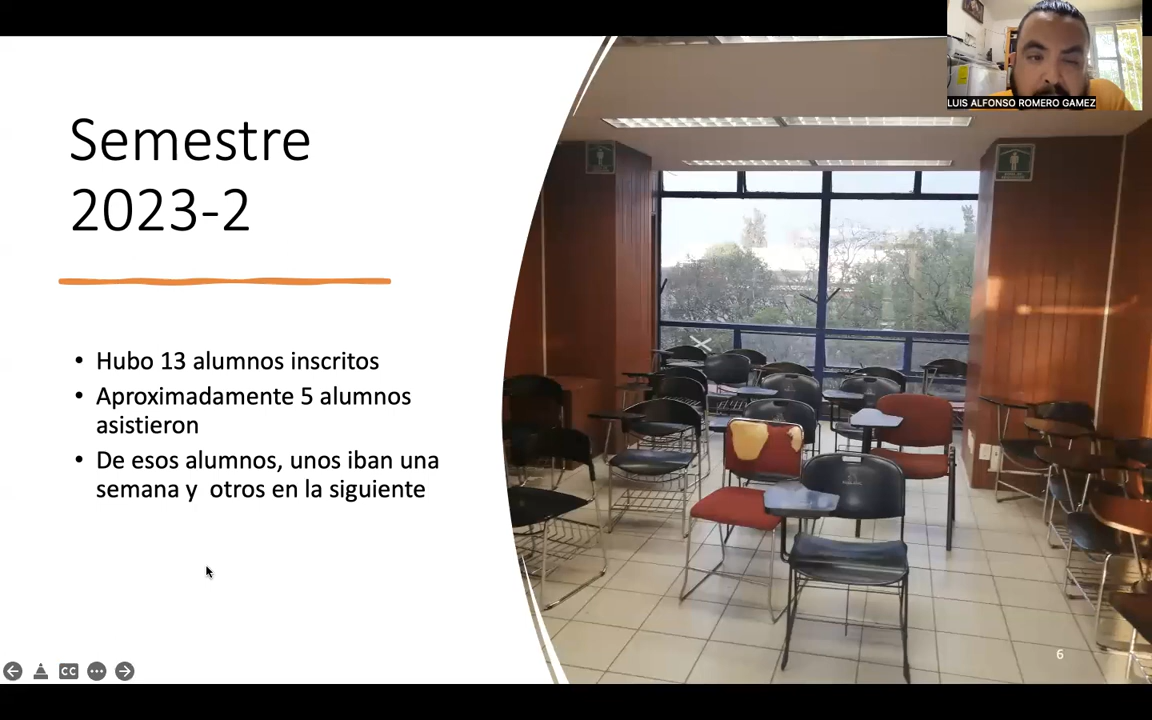 LUIS ALFONSO ROMERO GAMEZ
Semestre
2023-2
• Hubo 13 alumnos inscritos
• Aproximadamente 5 alumnos
asistieron
• De esos alumnos, unos iban una
semana y otros en la siguiente
CC
6